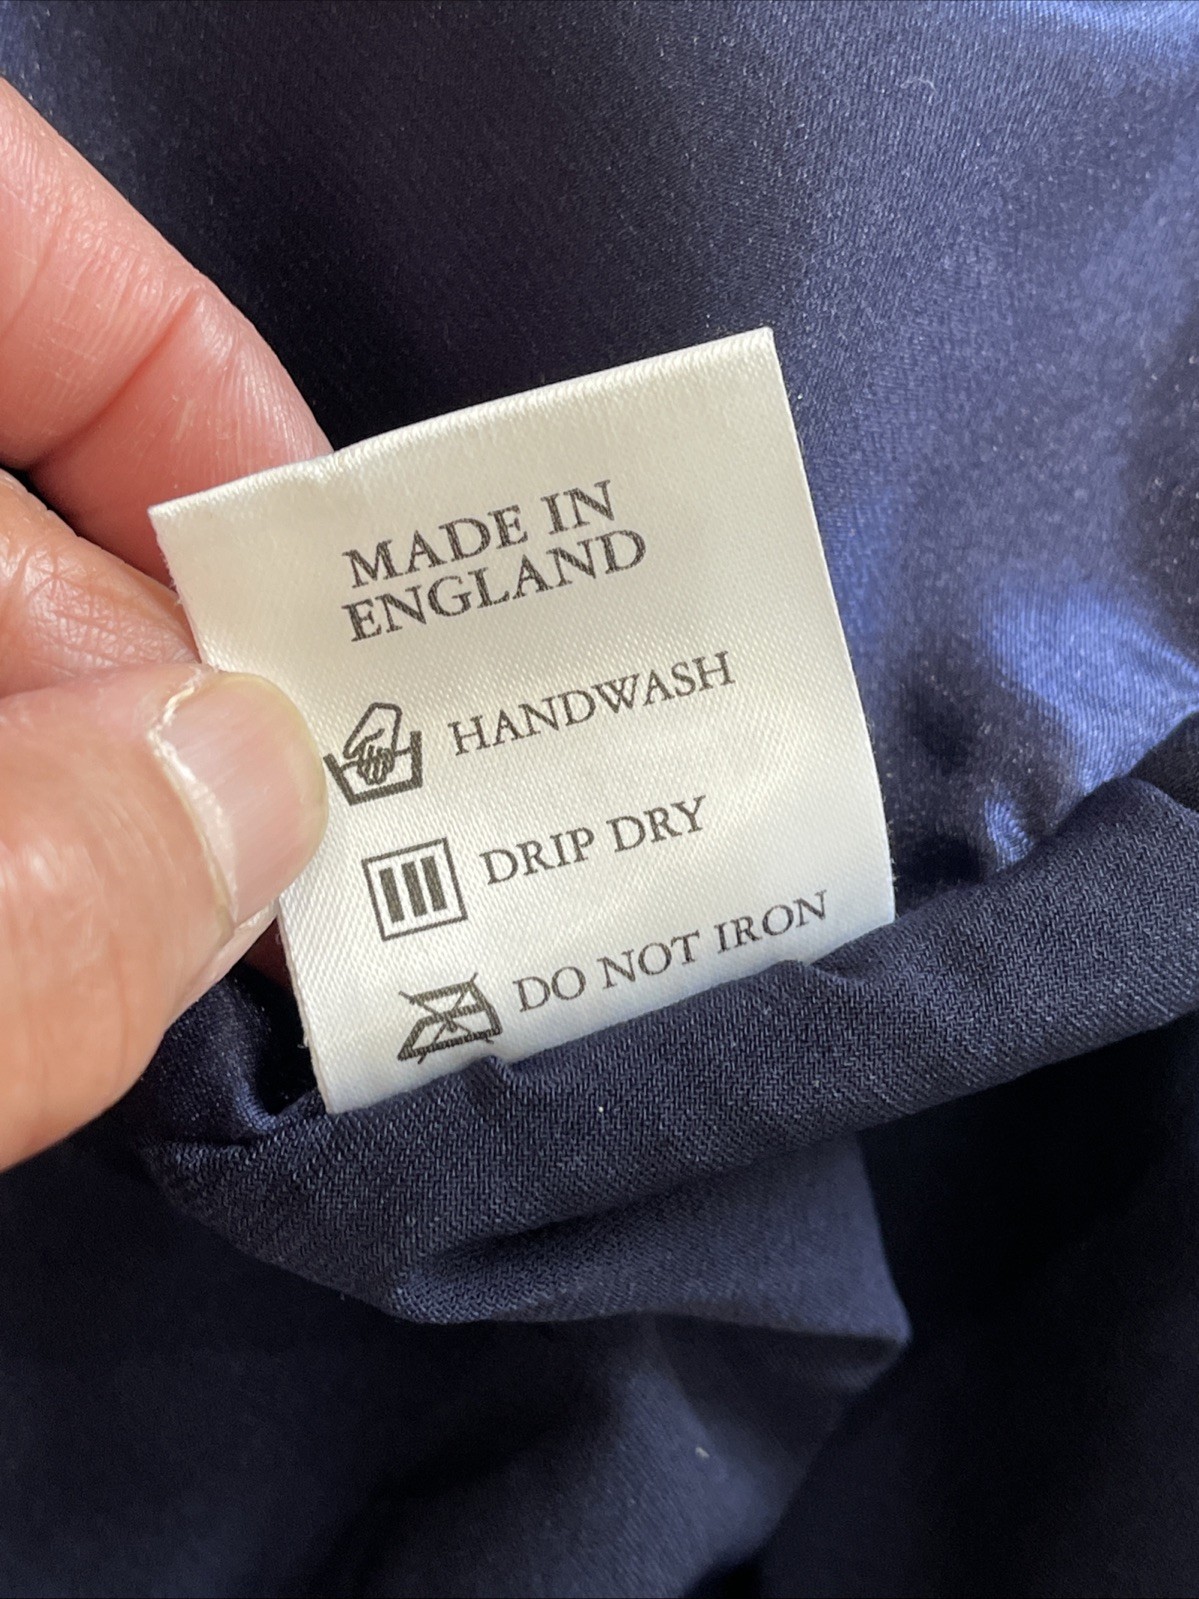 MADE IN
ENGLAND
HANDWASH
DRIP DRY
DO NOT IRON